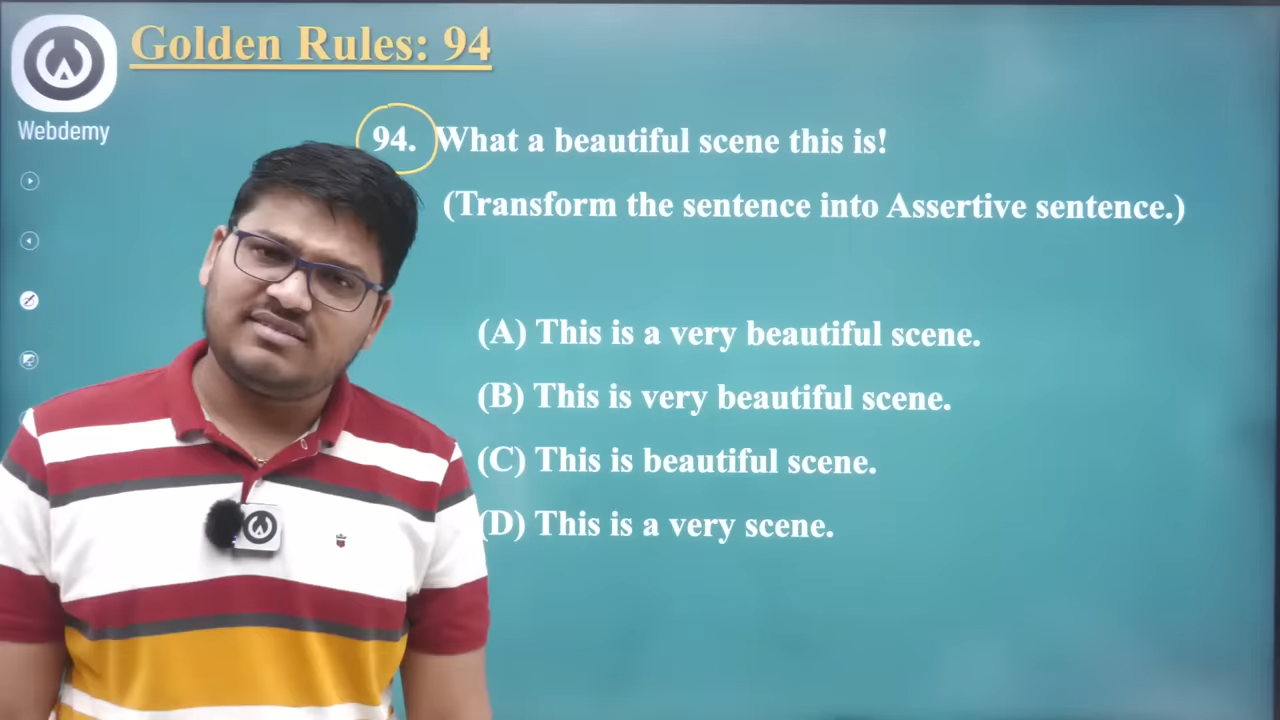 Golden Rules: 94
Webdemy
94. What a beautiful scene this is!
(Transform the sentence into Assertive sentence.)
(A) This is a very beautiful scene.
(B) This is very beautiful scene.
(C) This is beautiful scene.
(D) This is a very scene.